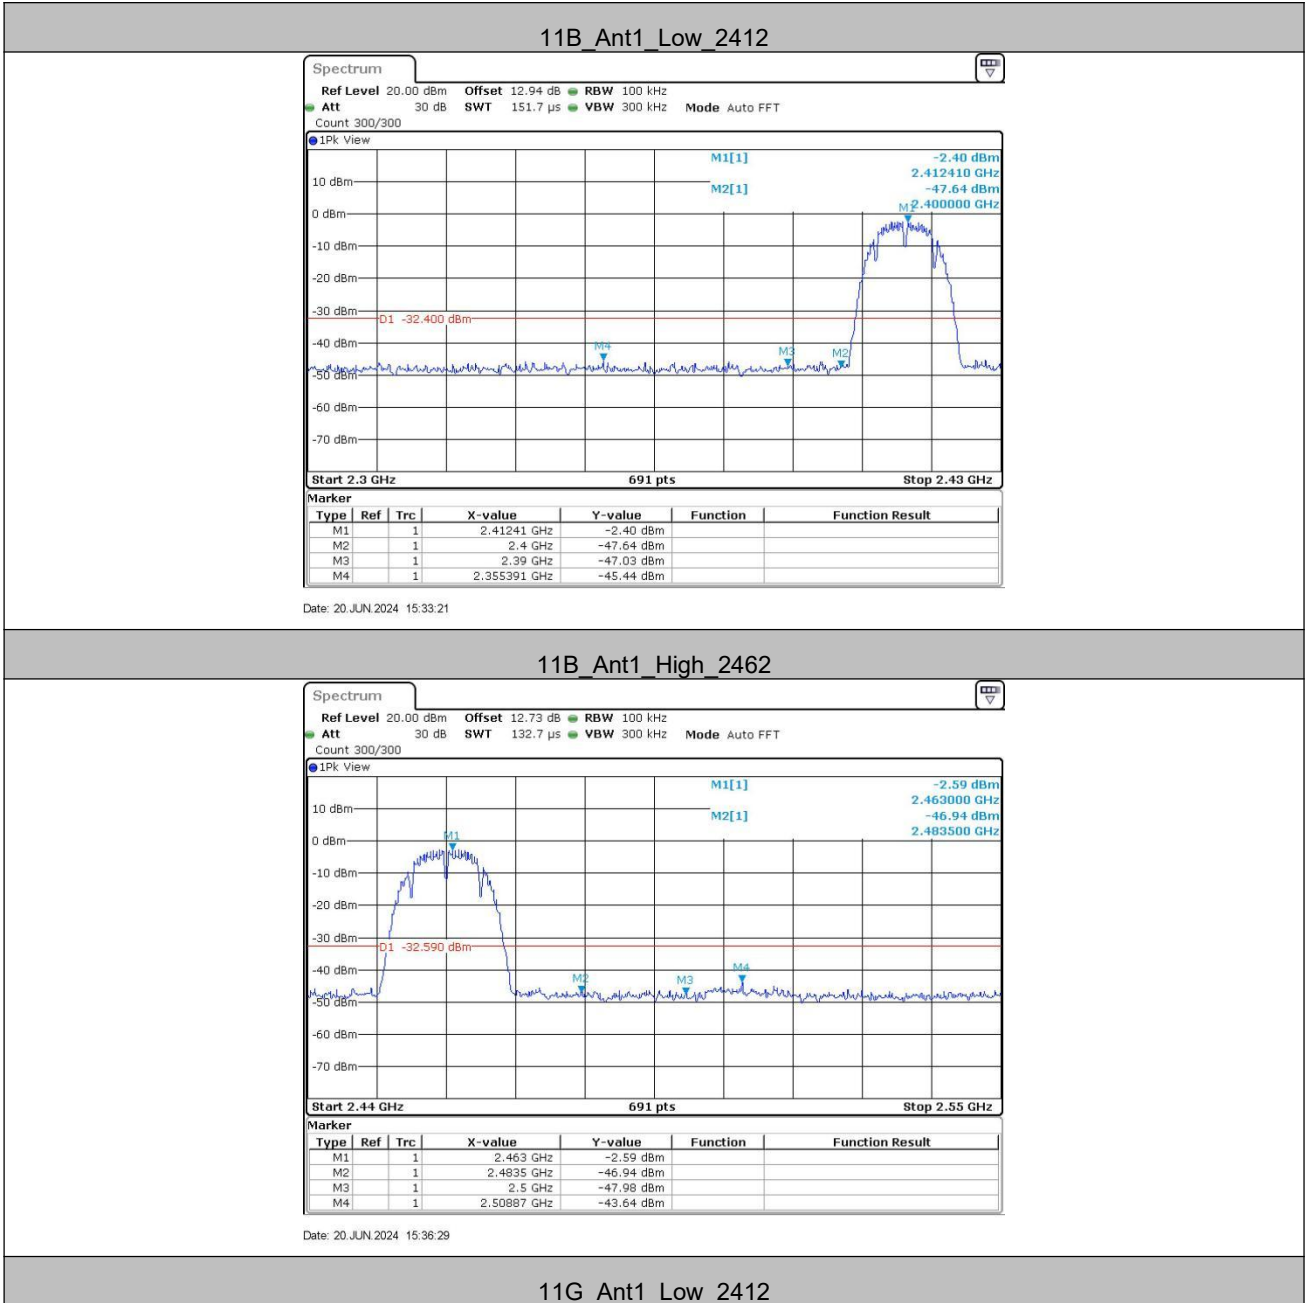 11B_Ant1_Low_2412
Spectrum
Ref Level 20.00 dBm Offset 12.94 dB RBW 100 kHz
Att 30 dB SWT 151.7 µs VBW 300 kHz Mode Auto FFT
Count 300/300
1Pk View
M1[1] -2.40 dBm
2.412410 GHz
10 dBm
M2[1] -47.64 dBm
2.400000 GHz
M1
0 dBm
-10 dBm
-20 dBm
-30 dBm
D1 -32.400 dBm
-40 dBm
M4 M3 M2
-50 dBm
-60 dBm
-70 dBm
Start 2.3 GHz 691 pts Stop 2.43 GHz
Marker
Type Ref Trc X-value Y-value Function Function Result
M1 1 2.41241 GHz -2.40 dBm
M2 1 2.4 GHz -47.64 dBm
M3 1 2.39 GHz -47.03 dBm
M4 1 2.355391 GHz -45.44 dBm
Date: 20.JUN.2024 15:33:21
11B_Ant1_High_2462
Spectrum
Ref Level 20.00 dBm Offset 12.73 dB RBW 100 kHz
Att 30 dB SWT 132.7 µs VBW 300 kHz Mode Auto FFT
Count 300/300
1Pk View
M1[1] -2.59 dBm
2.463000 GHz
10 dBm
M2[1] -46.94 dBm
2.483500 GHz
0 dBm
M1
-10 dBm
-20 dBm
-30 dBm
D1 -32.590 dBm
-40 dBm
M2 M3 M4
-50 dBm
-60 dBm
-70 dBm
Start 2.44 GHz 691 pts Stop 2.55 GHz
Marker
Type Ref Trc X-value Y-value Function Function Result
M1 1 2.463 GHz -2.59 dBm
M2 1 2.4835 GHz -46.94 dBm
M3 1 2.5 GHz -47.98 dBm
M4 1 2.50887 GHz -43.64 dBm
Date: 20.JUN.2024 15:36:29
11G_Ant1_Low_2412